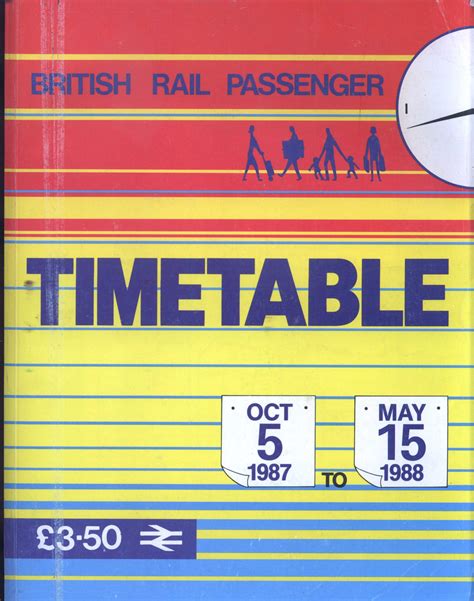 BRITISH RAIL PASSENGER
TIMETABLE
OCT
5
1987
TO
MAY
15
1988
£3·50